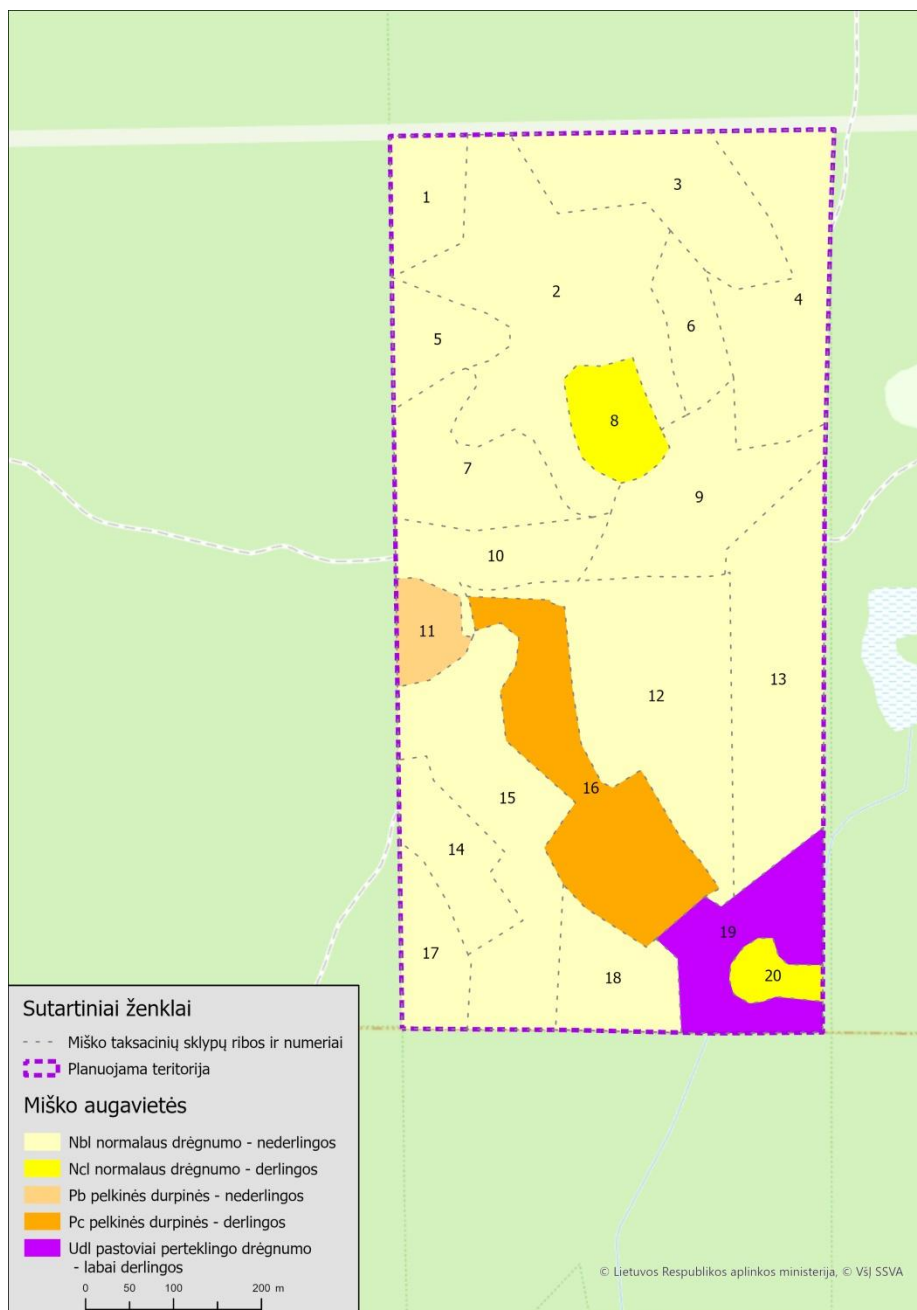 1
3
2
4
5
6
8
7
9
10
11
13
12
16
15
14
19
17
18
20
Sutartiniai ženklai
Miško taksacinių sklypų ribos ir numeriai
Planuojama teritorija
Miško augavietės
Nbl normalaus drėgnumo - nederlingos
Ncl normalaus drėgnumo - derlingos
Pb pelkinės durpinės - nederlingos
Pc pelkinės durpinės - derlingos
Udl pastoviai perteklingo drėgnumo
- labai derlingos
0 50 100 200 m
© Lietuvos Respublikos aplinkos ministerija, © VšĮ SSVA